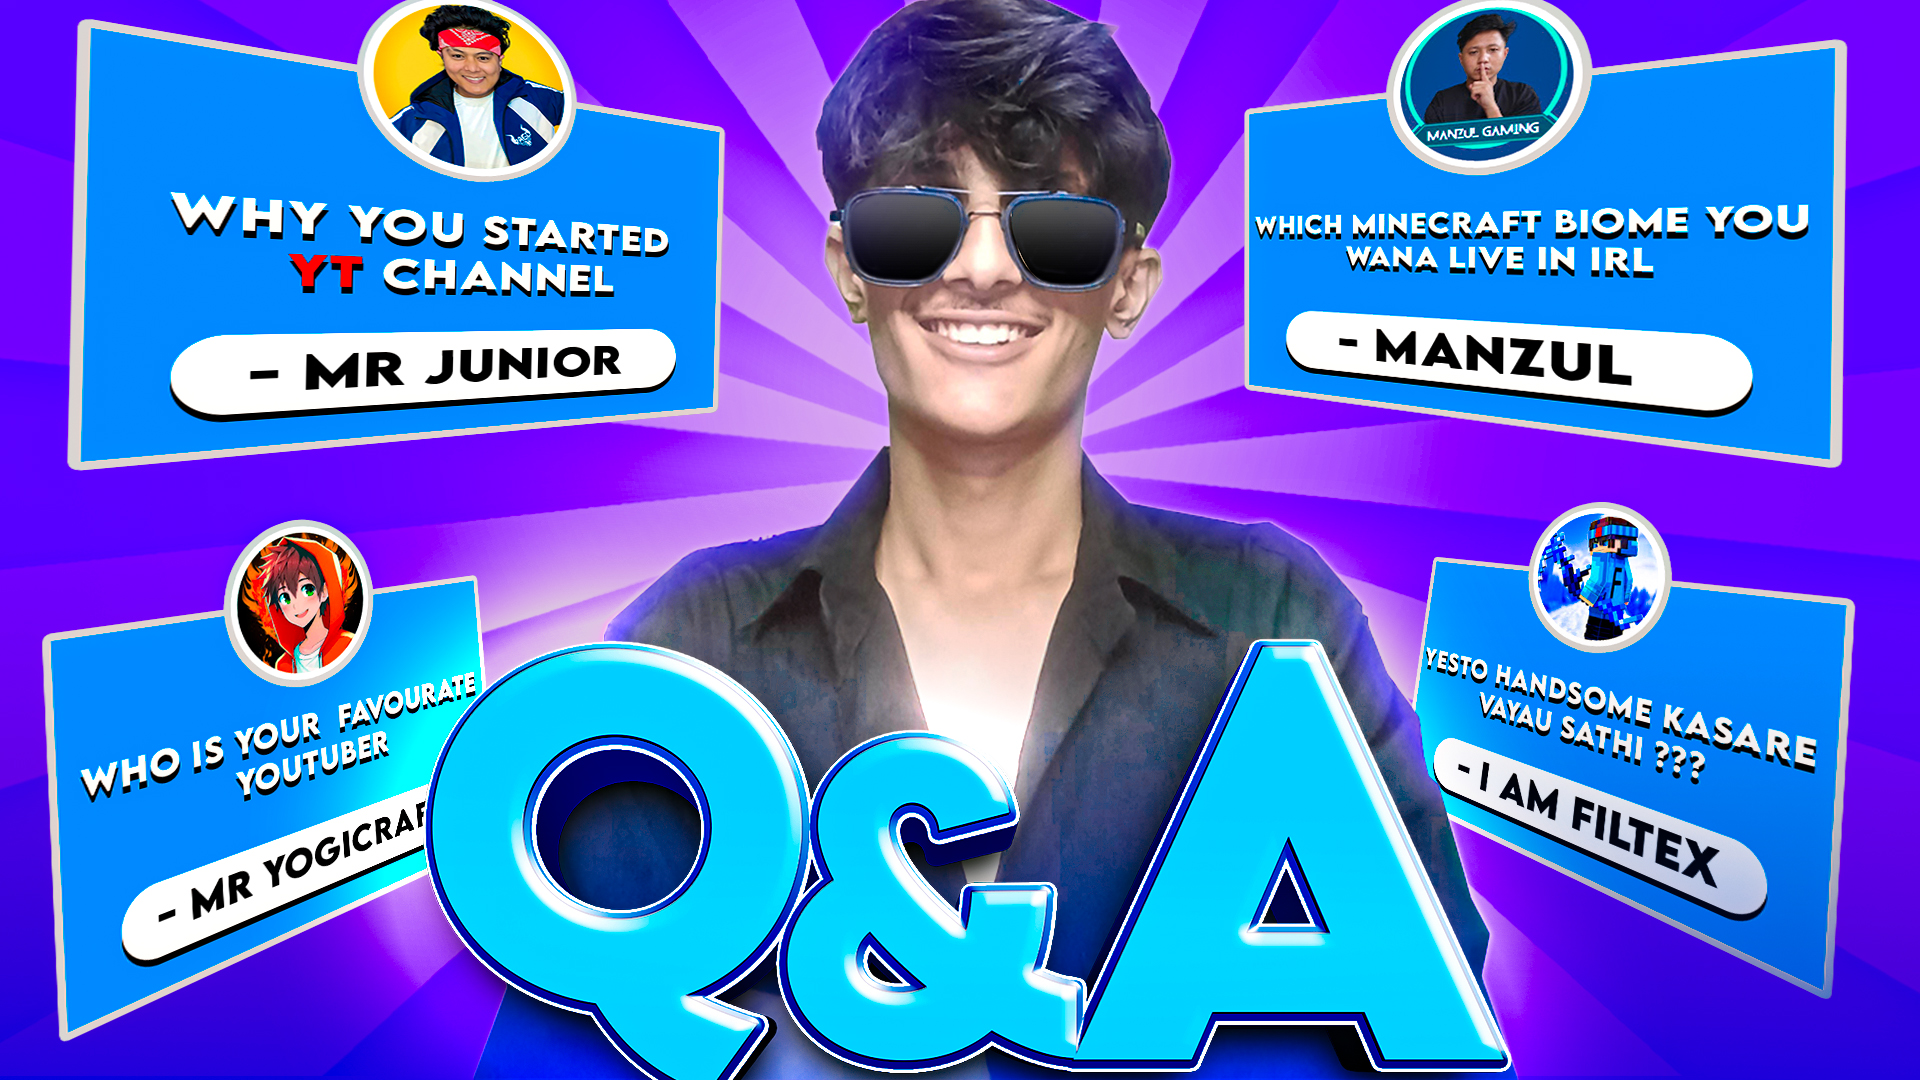 WHY YOU STARTED
YT CHANNEL
- MR JUNIOR
MANZUL GAMING
WHICH MINECRAFT BIOME YOU
WANA LIVE IN IRL
- MANZUL
WHO IS YOUR FAVOURATE
YOUTUBER
- MR YOGICRAF
YESTO HANDSOME KASARE
VAYAU SATHI ???
- I AM FILTEX
Q&A